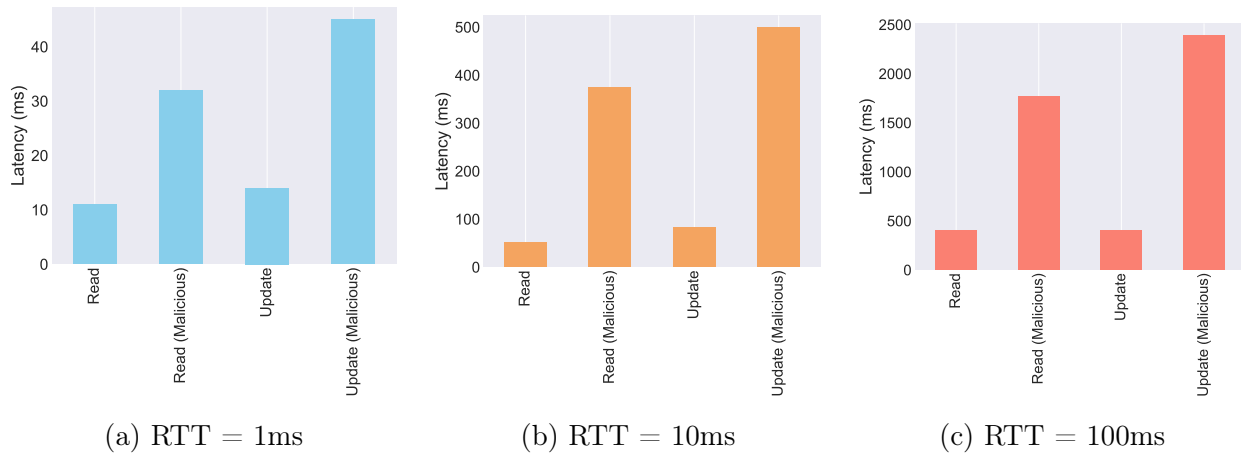 Latency (ms)
40
30
20
10
0
Read
Read (Malicious)
Update
Update (Malicious)
(a) RTT = 1ms
Latency (ms)
500
400
300
200
100
0
Read
Read (Malicious)
Update
Update (Malicious)
(b) RTT = 10ms
Latency (ms)
2500
2000
1500
1000
500
0
Read
Read (Malicious)
Update
Update (Malicious)
(c) RTT = 100ms